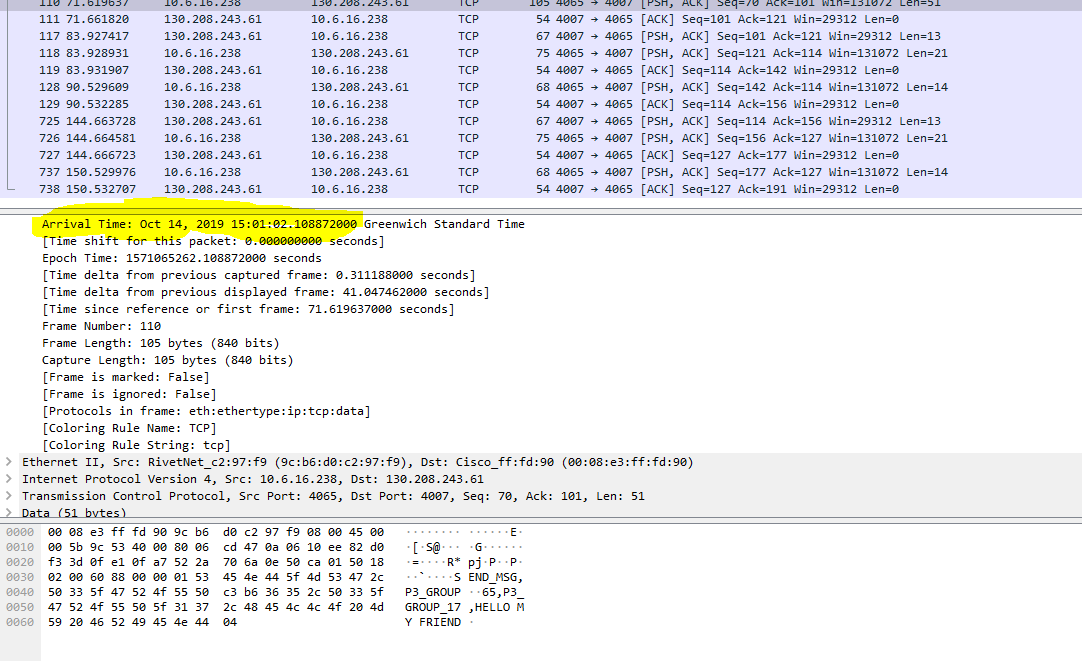 110 71.619637 10.6.16.238 130.208.243.61 TCP 105 4065 → 4007 [PSH, ACK] Seq=70 Ack=101 Win=131072 Len=51
111 71.661820 130.208.243.61 10.6.16.238 TCP 54 4007 → 4065 [ACK] Seq=101 Ack=121 Win=29312 Len=0
117 83.927417 130.208.243.61 10.6.16.238 TCP 67 4007 → 4065 [PSH, ACK] Seq=101 Ack=121 Win=29312 Len=13
118 83.928931 10.6.16.238 130.208.243.61 TCP 75 4065 → 4007 [PSH, ACK] Seq=121 Ack=114 Win=131072 Len=21
119 83.931907 130.208.243.61 10.6.16.238 TCP 54 4007 → 4065 [ACK] Seq=114 Ack=142 Win=29312 Len=0
128 90.529609 10.6.16.238 130.208.243.61 TCP 68 4065 → 4007 [PSH, ACK] Seq=142 Ack=114 Win=131072 Len=14
129 90.532285 130.208.243.61 10.6.16.238 TCP 54 4007 → 4065 [ACK] Seq=114 Ack=156 Win=29312 Len=0
725 144.663728 130.208.243.61 10.6.16.238 TCP 67 4007 → 4065 [PSH, ACK] Seq=114 Ack=156 Win=29312 Len=13
726 144.664581 10.6.16.238 130.208.243.61 TCP 75 4065 → 4007 [PSH, ACK] Seq=156 Ack=127 Win=131072 Len=21
727 144.666723 130.208.243.61 10.6.16.238 TCP 54 4007 → 4065 [ACK] Seq=127 Ack=177 Win=29312 Len=0
737 150.529976 10.6.16.238 130.208.243.61 TCP 68 4065 → 4007 [PSH, ACK] Seq=177 Ack=127 Win=131072 Len=14
738 150.532707 130.208.243.61 10.6.16.238 TCP 54 4007 → 4065 [ACK] Seq=127 Ack=191 Win=29312 Len=0
Arrival Time: Oct 14, 2019 15:01:02.108872000 Greenwich Standard Time
[Time shift for this packet: 0.000000000 seconds]
Epoch Time: 1571065262.108872000 seconds
[Time delta from previous captured frame: 0.311188000 seconds]
[Time delta from previous displayed frame: 41.047462000 seconds]
[Time since reference or first frame: 71.619637000 seconds]
Frame Number: 110
Frame Length: 105 bytes (840 bits)
Capture Length: 105 bytes (840 bits)
[Frame is marked: False]
[Frame is ignored: False]
[Protocols in frame: eth:ethertype:ip:tcp:data]
[Coloring Rule Name: TCP]
[Coloring Rule String: tcp]
Ethernet II, Src: RivetNet_c2:97:f9 (9c:b6:d0:c2:97:f9), Dst: Cisco_ff:fd:90 (00:08:e3:ff:fd:90)
Internet Protocol Version 4, Src: 10.6.16.238, Dst: 130.208.243.61
Transmission Control Protocol, Src Port: 4065, Dst Port: 4007, Seq: 70, Ack: 101, Len: 51
Data (51 bytes)
0000 00 08 e3 ff fd 90 9c b6 d0 c2 97 f9 08 00 45 00 ········ ······E·
0010 00 5b 9c 53 40 00 80 06 cd 47 0a 06 10 ee 82 d0 ·[·S@··· ·G······
0020 f3 3d 0f e1 0f a7 52 2a 70 6a 0e 50 ca 01 50 18 ·=····R* pj·P··P·
0030 02 00 60 88 00 00 01 53 45 4e 44 5f 4d 53 47 2c ··`····S END_MSG,
0040 50 33 5f 47 52 4f 55 50 c3 b6 36 35 2c 50 33 5f P3_GROUP ··65,P3_
0050 47 52 4f 55 50 5f 31 37 2c 48 45 4c 4c 4f 20 4d GROUP_17 ,HELLO M
0060 59 20 46 52 49 45 4e 44 04 Y FRIEND ·